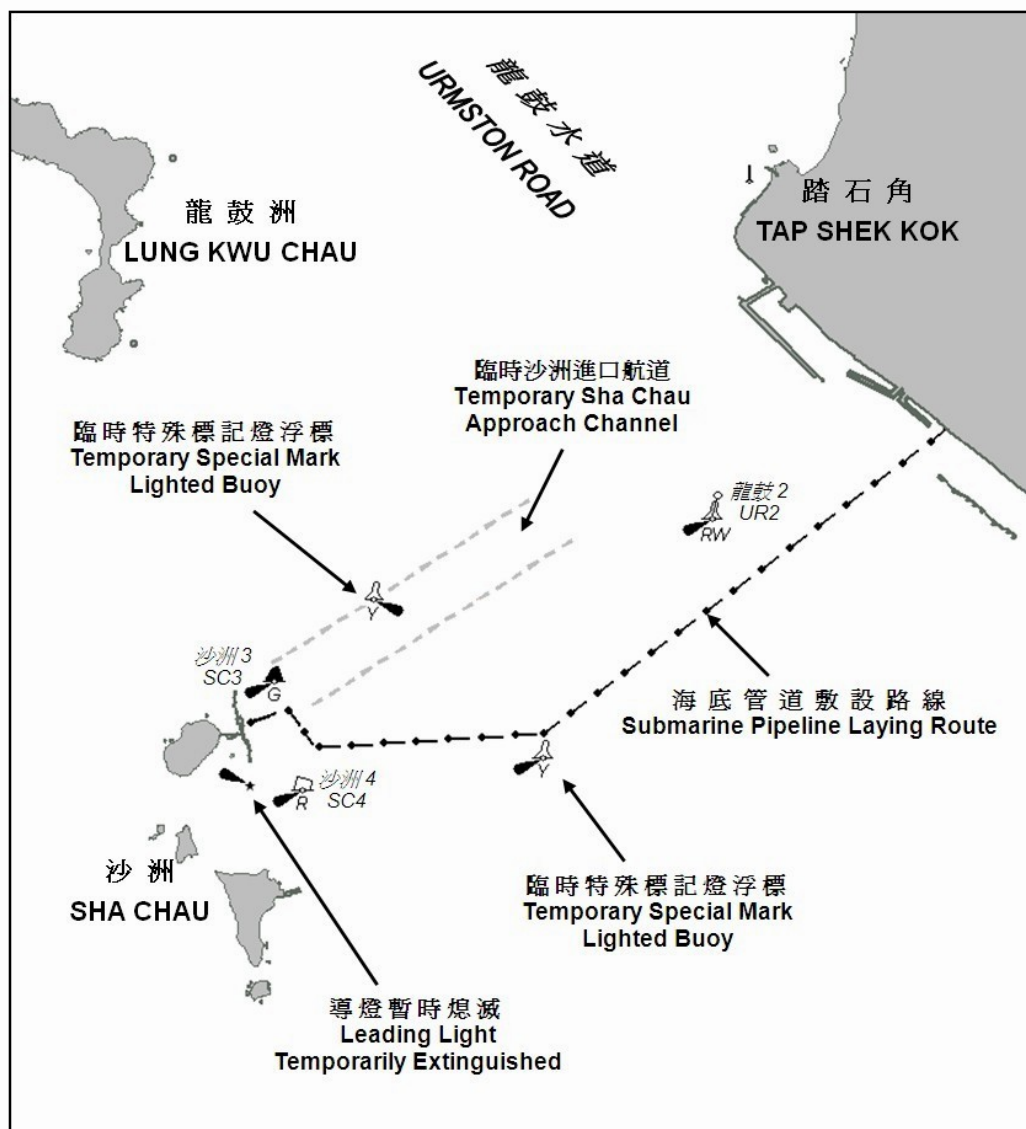 龍鼓水道
URMSTON ROAD
踏石角
TAP SHEK KOK
龍鼓洲
LUNG KWU CHAU
臨時沙洲進口航道
Temporary Sha Chau
Approach Channel
臨時特殊標記燈浮標
Temporary Special Mark
Lighted Buoy
龍鼓2
UR2
RW
Y
沙洲3
SC3
G
海底管道敷設路線
Submarine Pipeline Laying Route
Y
沙洲4
SC4
R
沙洲
SHA CHAU
臨時特殊標記燈浮標
Temporary Special Mark
Lighted Buoy
導燈暫時熄滅
Leading Light
Temporarily Extinguished